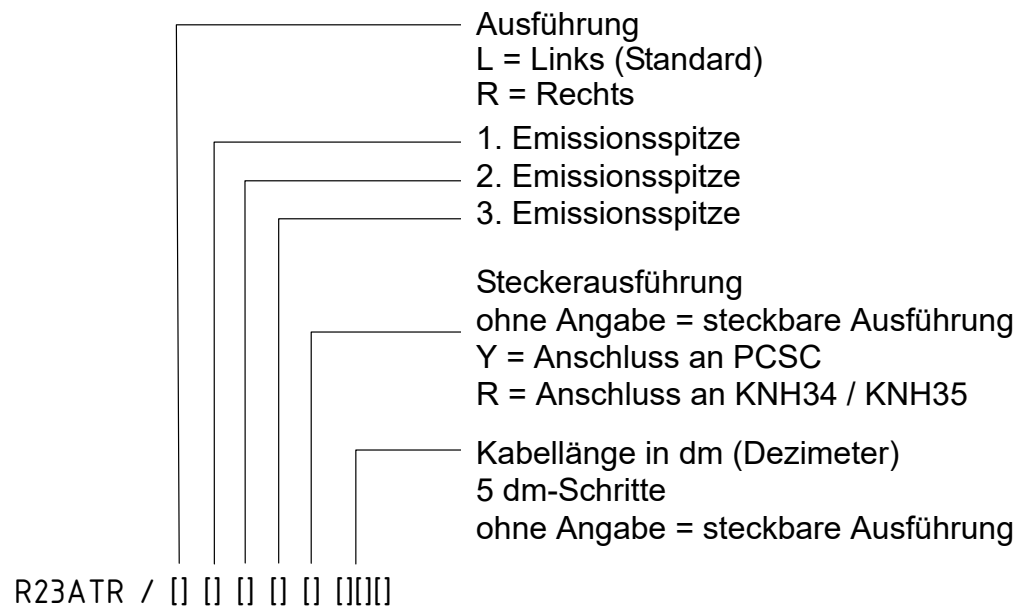 Ausführung
L = Links (Standard)
R = Rechts
1. Emissionsspitze
2. Emissionsspitze
3. Emissionsspitze
Steckerausführung
ohne Angabe = steckbare Ausführung
Y = Anschluss an PCSC
R = Anschluss an KNH34 / KNH35
Kabellänge in dm (Dezimeter)
5 dm-Schritte
ohne Angabe = steckbare Ausführung
R23ATR / [] [] [] [] [] [][][]